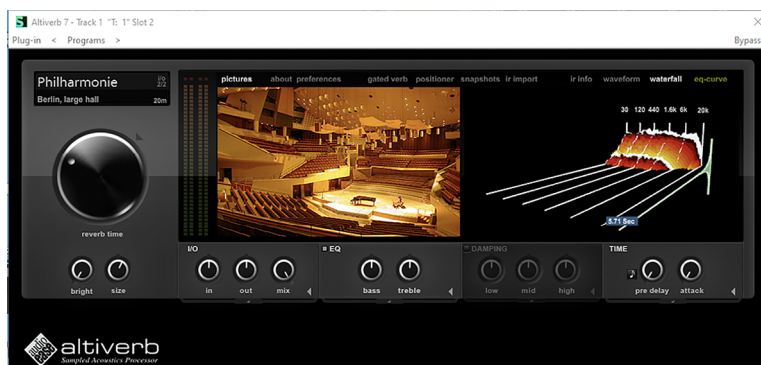 Altiverb 7 - Track 1 "T: 1" Slot 2
Plug-in < Programs > Bypass
Philharmonie I/O 2/2
Berlin, large hall 20m
pictures about preferences gated verb positioner snapshots ir import ir info waveform waterfall eq-curve
30 120 440 1.6k 6k 20k
5.71 Sec
reverb time
bright size
I/O EQ DAMPING TIME
in out mix bass treble low mid high pre delay attack
altiverb
Sampled Acoustics Processor